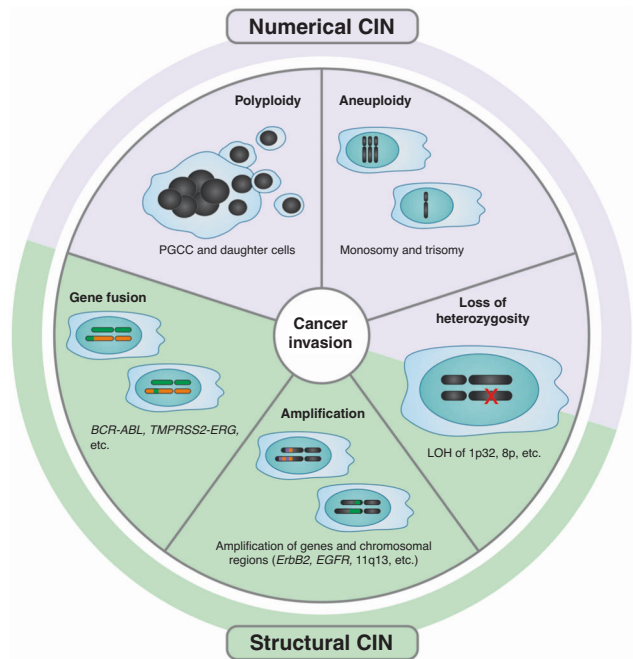 Numerical CIN
Polyploidy
PGCC and daughter cells
Aneuploidy
Monosomy and trisomy
Gene fusion
BCR-ABL, TMPRSS2-ERG,
etc.
Cancer
invasion
Loss of
heterozygosity
LOH of 1p32, 8p, etc.
Amplification
Amplification of genes and chromosomal
regions (ErbB2, EGFR, 11q13, etc.)
Structural CIN